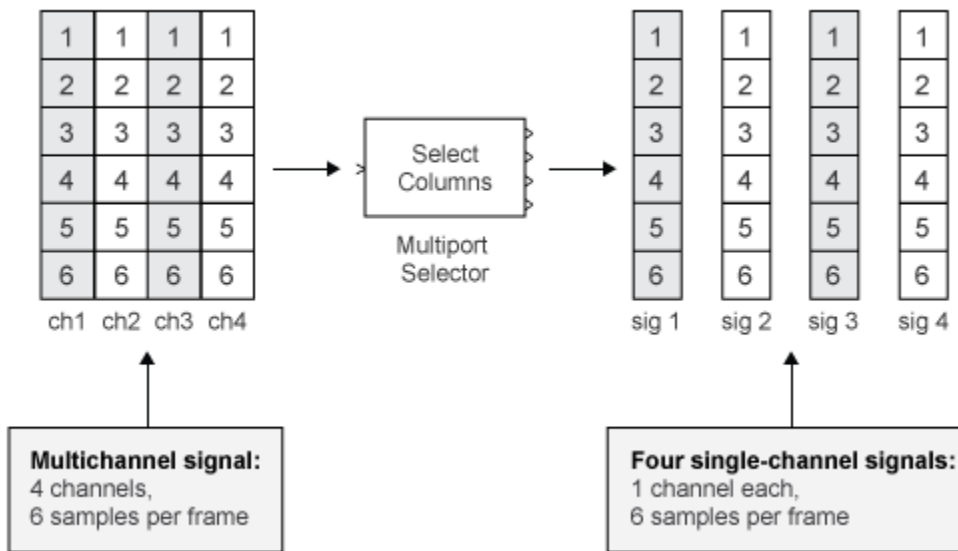 1 1 1 1
2 2 2 2
3 3 3 3
4 4 4 4
5 5 5 5
6 6 6 6
ch1 ch2 ch3 ch4
Select
Columns
Multiport
Selector
1 1 1 1
2 2 2 2
3 3 3 3
4 4 4 4
5 5 5 5
6 6 6 6
sig 1 sig 2 sig 3 sig 4
Multichannel signal:
4 channels,
6 samples per frame
Four single-channel signals:
1 channel each,
6 samples per frame